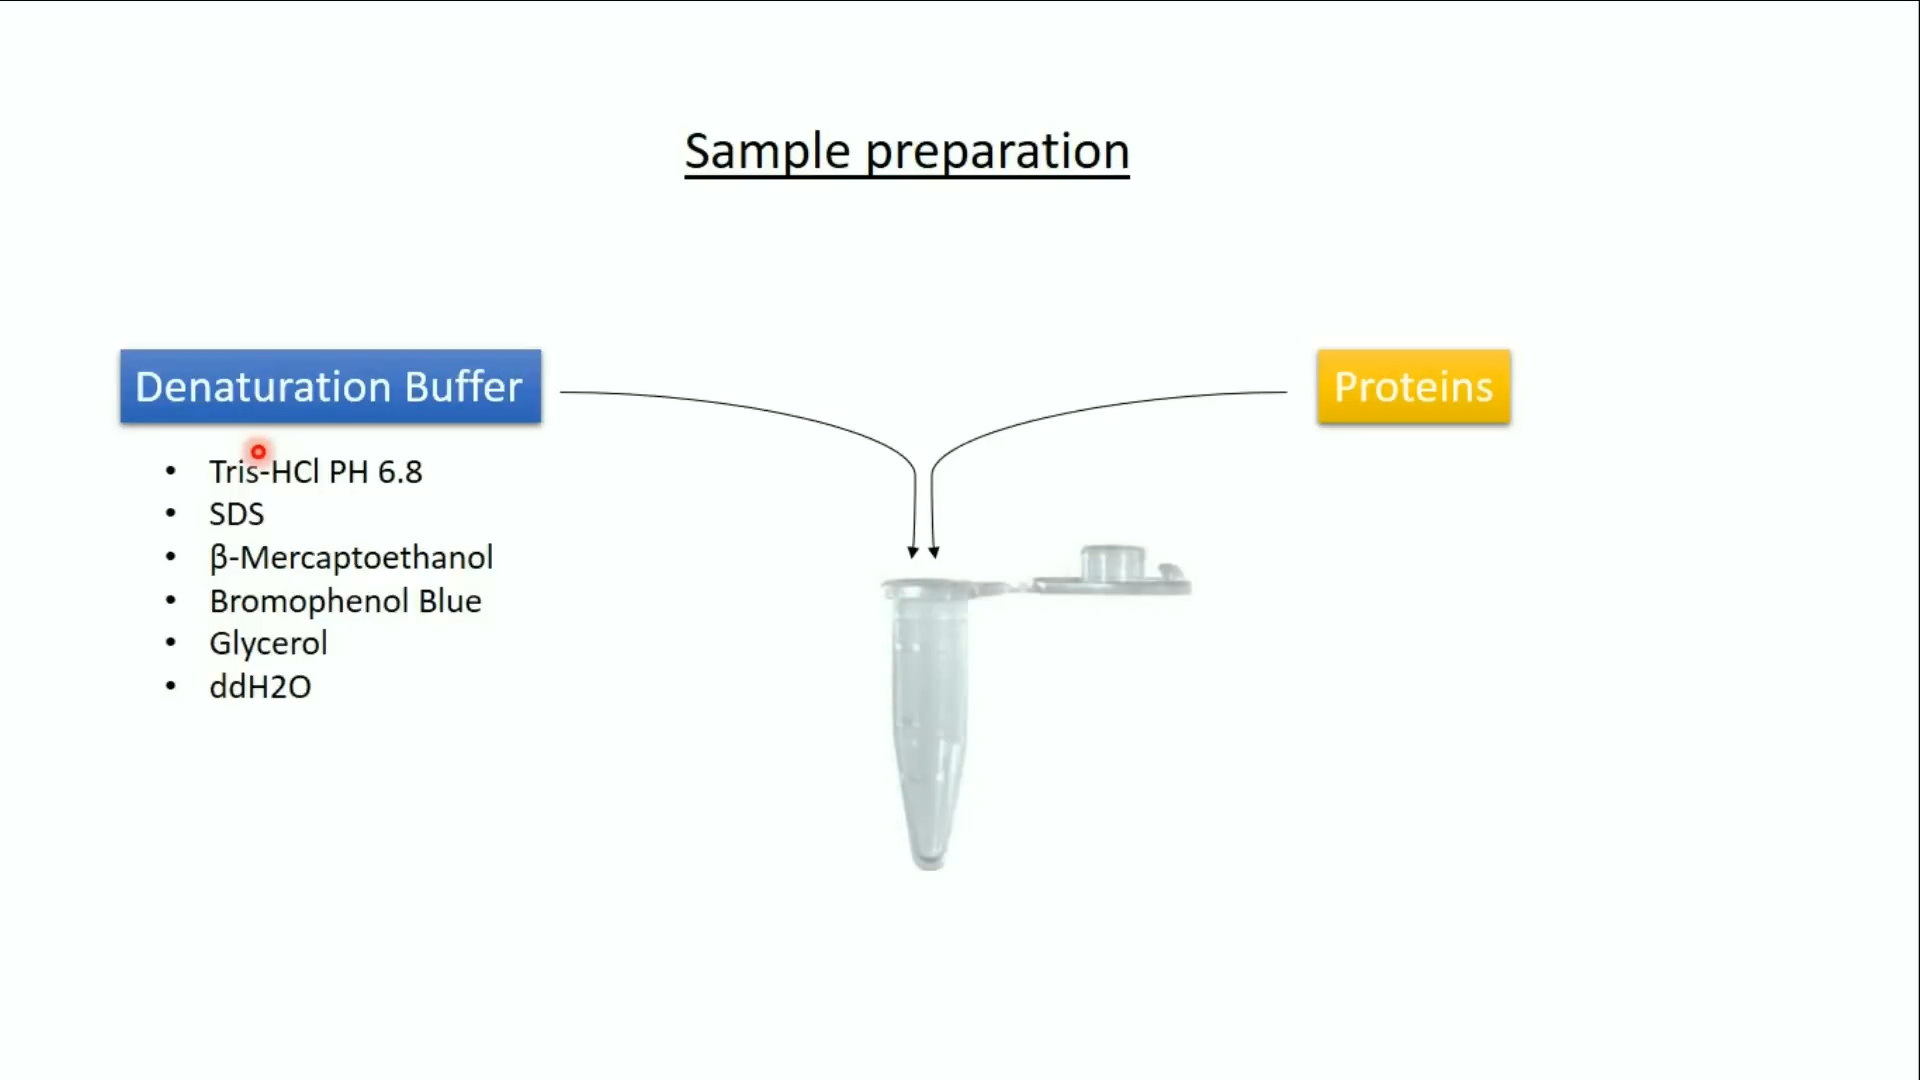 Sample preparation
Denaturation Buffer
Proteins
• Tris-HCl PH 6.8
• SDS
• β-Mercaptoethanol
• Bromophenol Blue
• Glycerol
• ddH2O